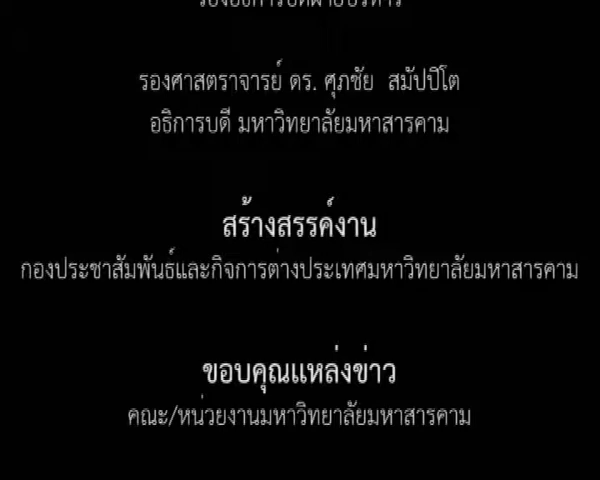 รองศาสตราจารย์ ดร. ศุภชัย สมัปปิโต
อธิการบดี มหาวิทยาลัยมหาสารคาม
สร้างสรรค์งาน
กองประชาสัมพันธ์และกิจการต่างประเทศมหาวิทยาลัยมหาสารคาม
ขอบคุณแหล่งข่าว
คณะ/หน่วยงานมหาวิทยาลัยมหาสารคาม